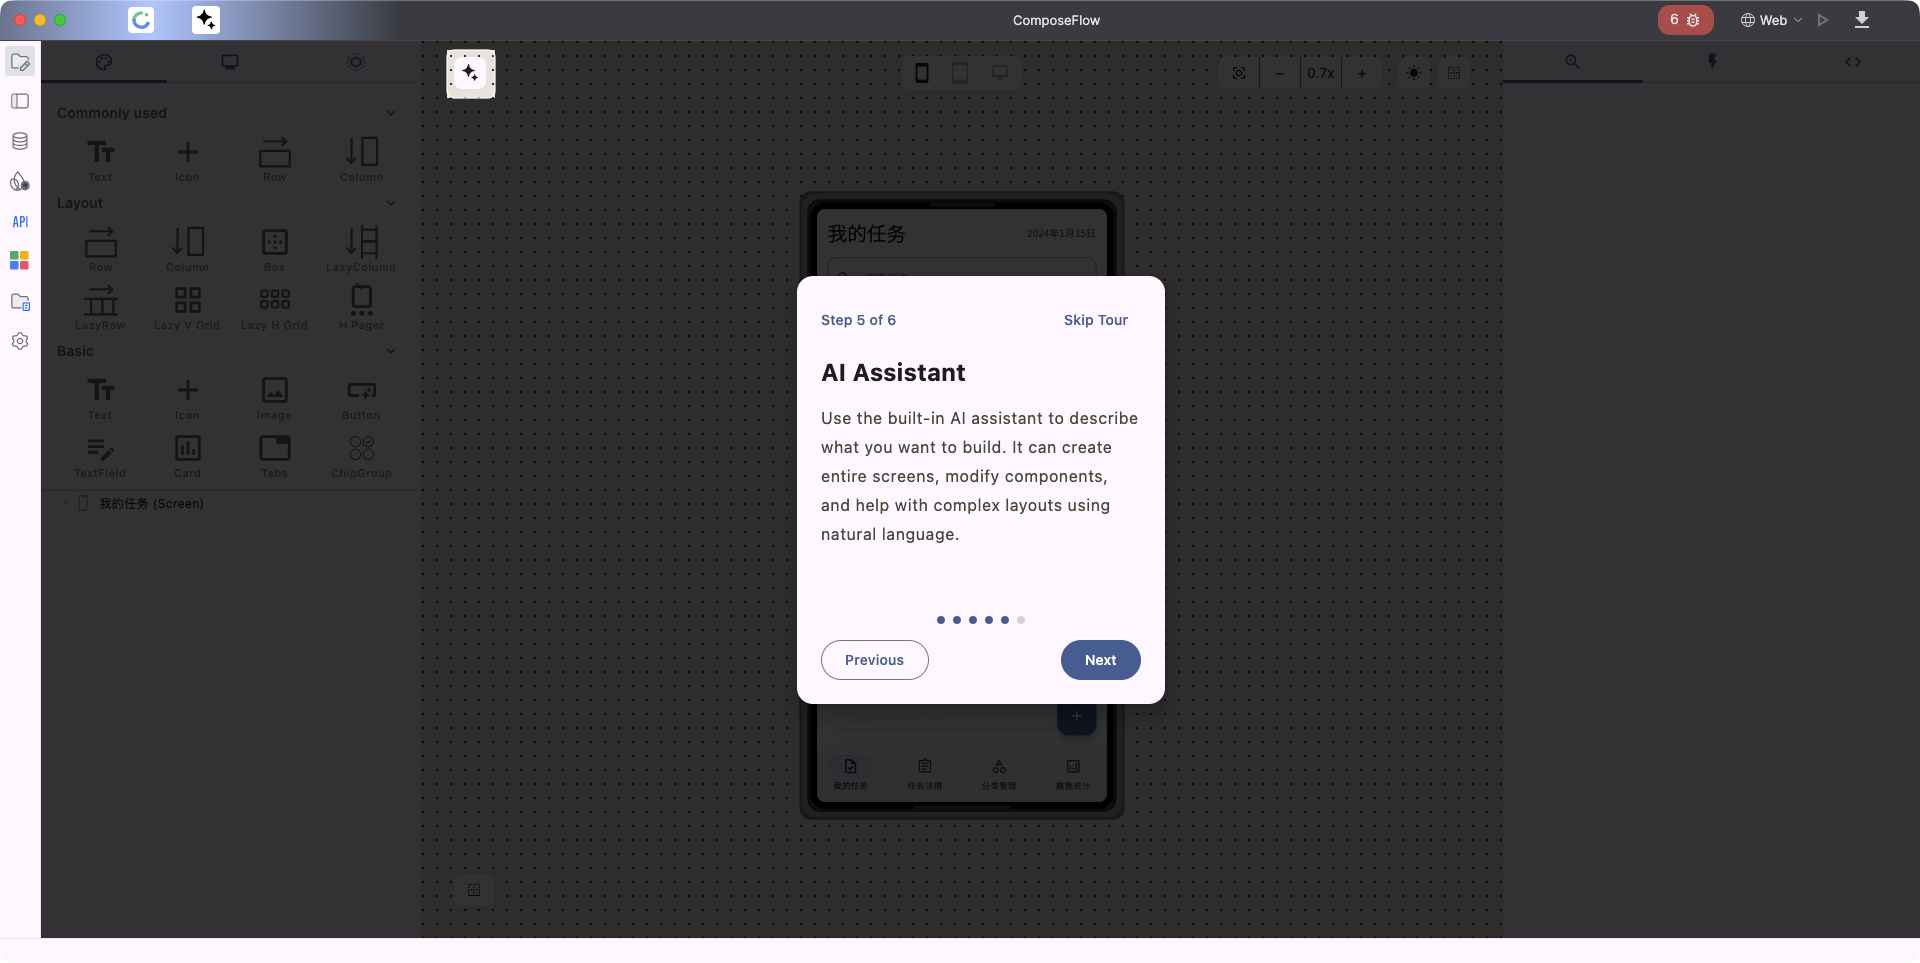 ComposeFlow
6
Web
API
Commonly used
Text
Icon
Row
Column
Layout
Row
Column
Box
LazyColumn
LazyRow
Lazy V Grid
Lazy H Grid
H Pager
Basic
Text
Icon
Image
Button
TextField
Card
Tabs
ChipGroup
我的任务 (Screen)
0.7x
我的任务
2024年1月15日
Step 5 of 6
Skip Tour
AI Assistant
Use the built-in AI assistant to describe
what you want to build. It can create
entire screens, modify components,
and help with complex layouts using
natural language.
Previous
Next
我的任务
任务详情
分类管理
数据统计